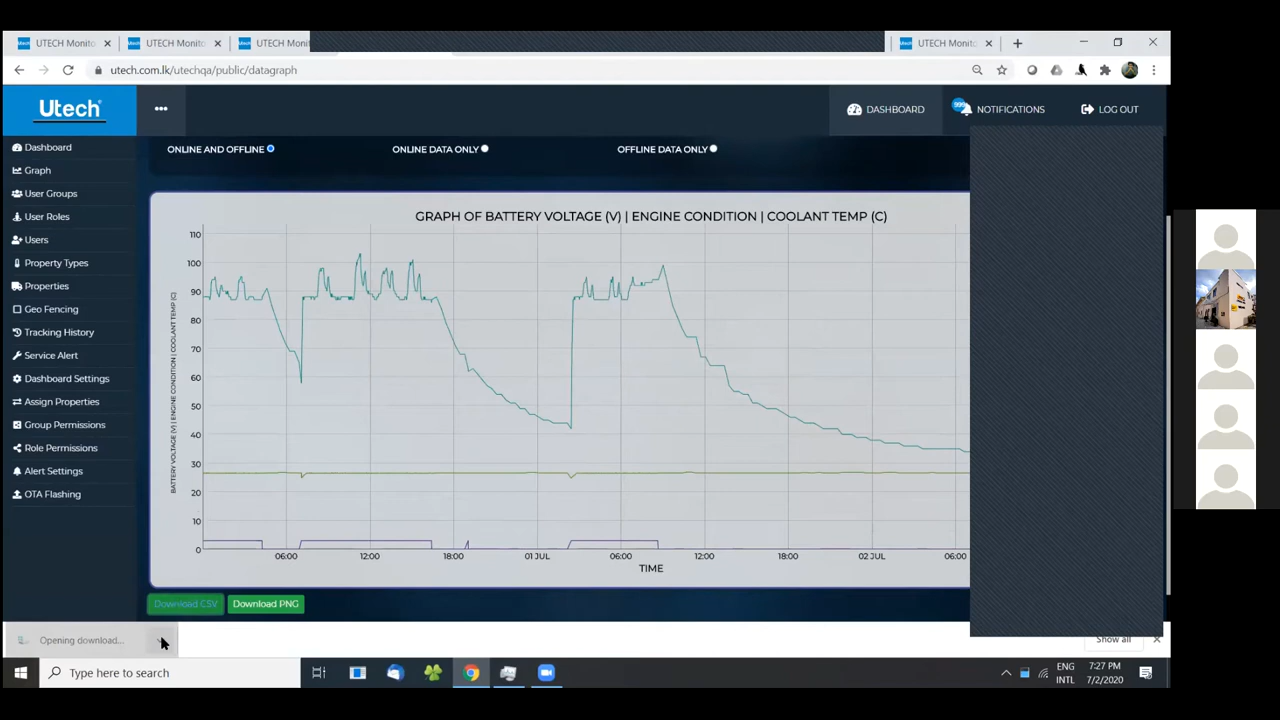 UTECH Monito
UTECH Monito
UTECH Monit
UTECH Monito
utech.com.lk/utechqa/public/datagraph
Utech
DASHBOARD
999
NOTIFICATIONS
LOG OUT
Dashboard
Graph
User Groups
User Roles
Users
Property Types
Properties
Geo Fencing
Tracking History
Service Alert
Dashboard Settings
Assign Properties
Group Permissions
Role Permissions
Alert Settings
OTA Flashing
ONLINE AND OFFLINE
ONLINE DATA ONLY
OFFLINE DATA ONLY
GRAPH OF BATTERY VOLTAGE (V) | ENGINE CONDITION | COOLANT TEMP (C)
BATTERY VOLTAGE (V) | ENGINE CONDITION | COOLANT TEMP (C)
110
100
90
80
70
60
50
40
30
20
10
0
06:00 12:00 18:00 01 JUL 06:00 12:00 18:00 02 JUL 06:00
TIME
Download CSV
Download PNG
Opening download...
Show all
Type here to search
ENG
INTL
7:27 PM
7/2/2020